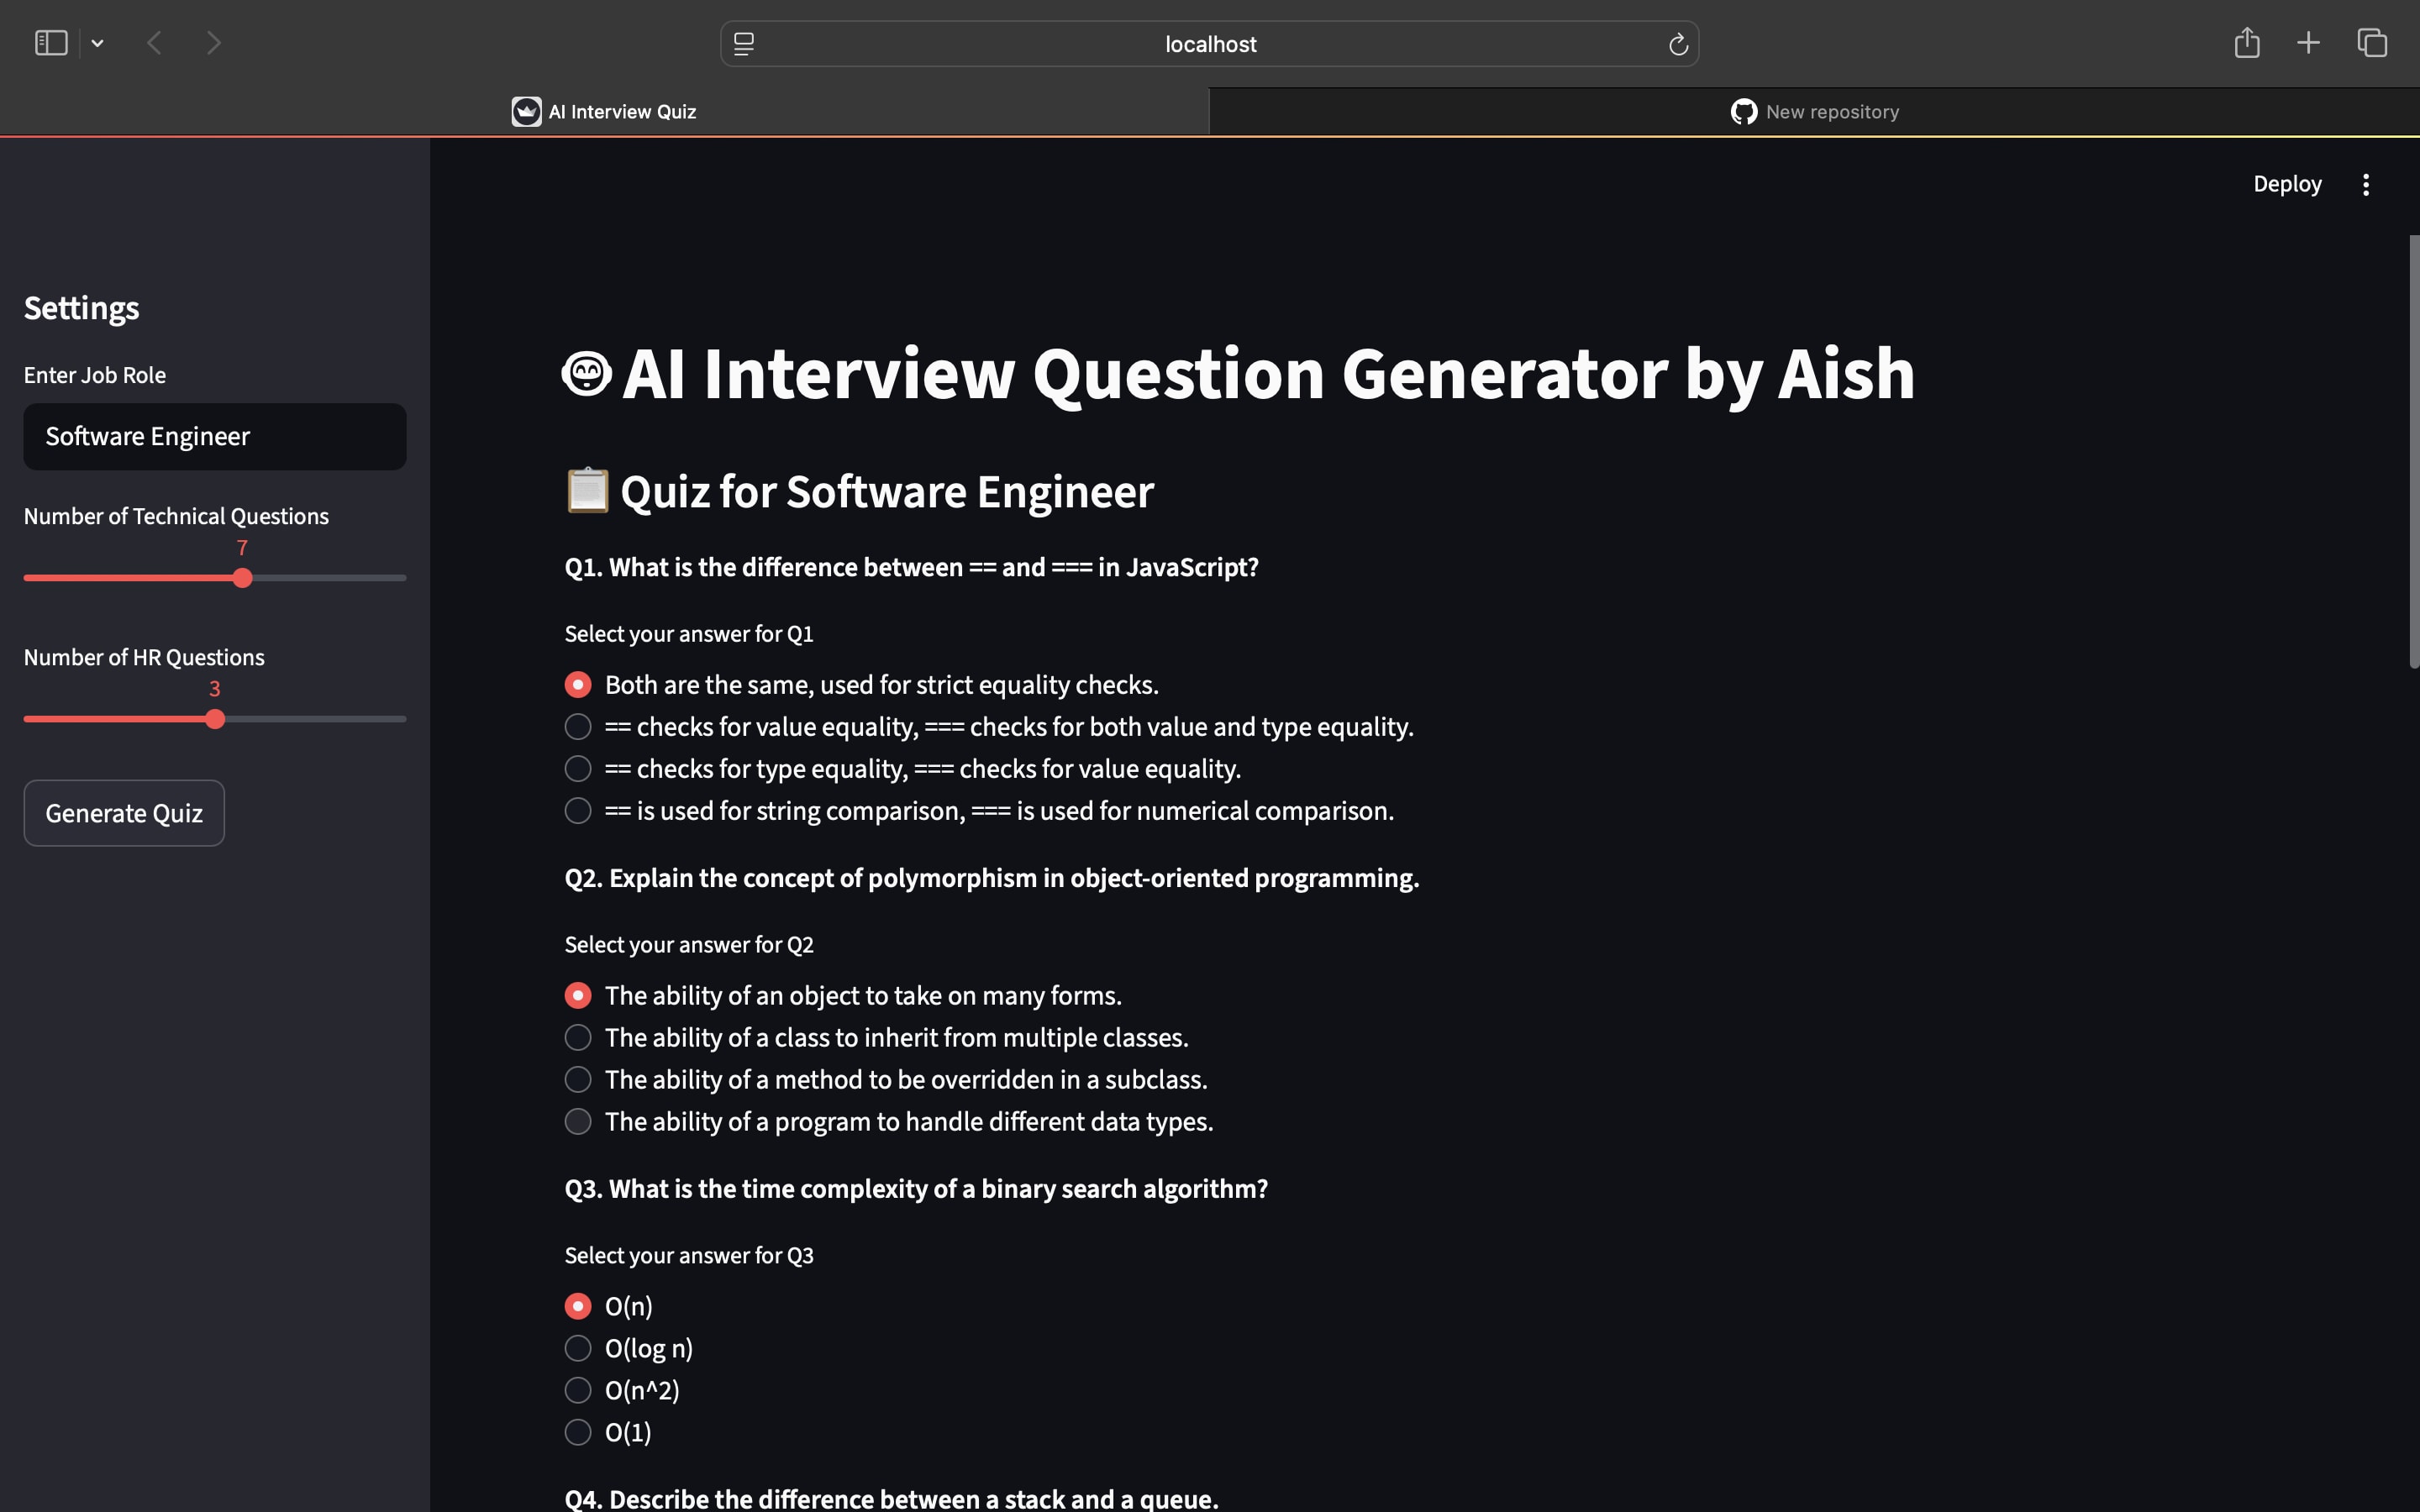 localhost
AI Interview Quiz
New repository
Deploy
Settings
Enter Job Role
Software Engineer
Number of Technical Questions
7
Number of HR Questions
3
Generate Quiz
AI Interview Question Generator by Aish
Quiz for Software Engineer
Q1. What is the difference between == and === in JavaScript?
Select your answer for Q1
Both are the same, used for strict equality checks.
== checks for value equality, === checks for both value and type equality.
== checks for type equality, === checks for value equality.
== is used for string comparison, === is used for numerical comparison.
Q2. Explain the concept of polymorphism in object-oriented programming.
Select your answer for Q2
The ability of an object to take on many forms.
The ability of a class to inherit from multiple classes.
The ability of a method to be overridden in a subclass.
The ability of a program to handle different data types.
Q3. What is the time complexity of a binary search algorithm?
Select your answer for Q3
O(n)
O(log n)
O(n^2)
O(1)
Q4. Describe the difference between a stack and a queue.